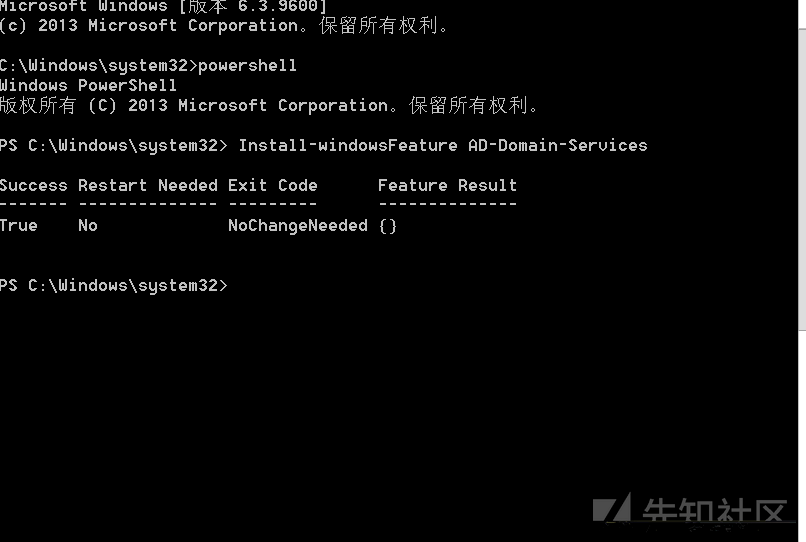 Microsoft Windows [版本 6.3.9600]
(c) 2013 Microsoft Corporation。保留所有权利。
C:\Windows\system32>powershell
Windows PowerShell
版权所有 (C) 2013 Microsoft Corporation。保留所有权利。
PS C:\Windows\system32> Install-windowsFeature AD-Domain-Services
Success Restart Needed Exit Code      Feature Result
------- -------------- ---------      --------------
True    No             NoChangeNeeded {}
PS C:\Windows\system32>
先知社区